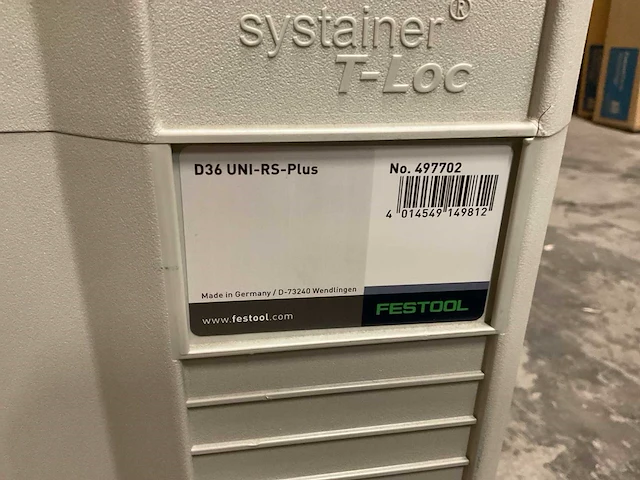 systainer®
T-Loc
D36 UNI-RS-Plus
No. 497702
4 014549 149812
Made in Germany / D-73240 Wendlingen
www.festool.com
FESTOOL